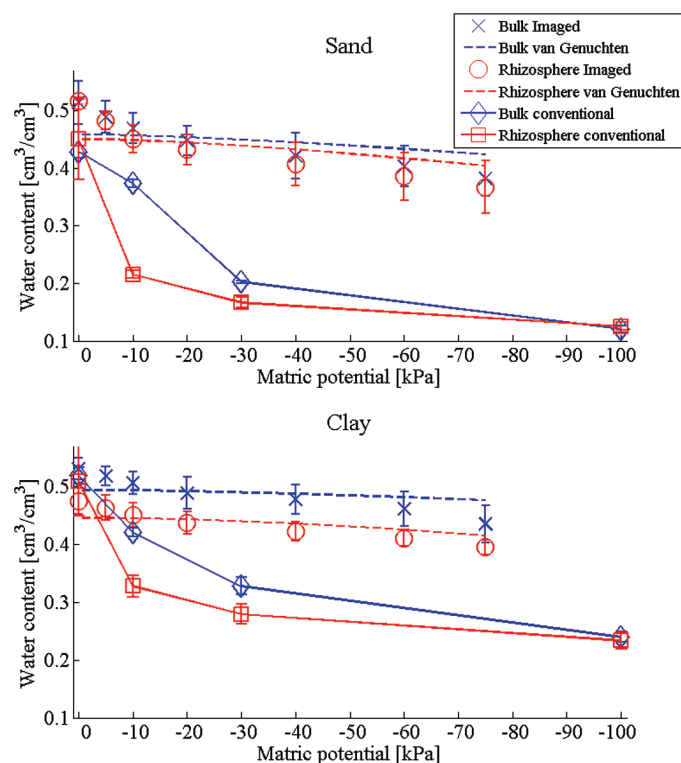 Sand
Bulk Imaged
Bulk van Genuchten
Rhizosphere Imaged
Rhizosphere van Genuchten
Bulk conventional
Rhizosphere conventional
Water content [cm³/cm³]
0.5
0.4
0.3
0.2
0.1
0 -10 -20 -30 -40 -50 -60 -70 -80 -90 -100
Matric potential [kPa]
Clay
Water content [cm³/cm³]
0.5
0.4
0.3
0.2
0.1
0 -10 -20 -30 -40 -50 -60 -70 -80 -90 -100
Matric potential [kPa]